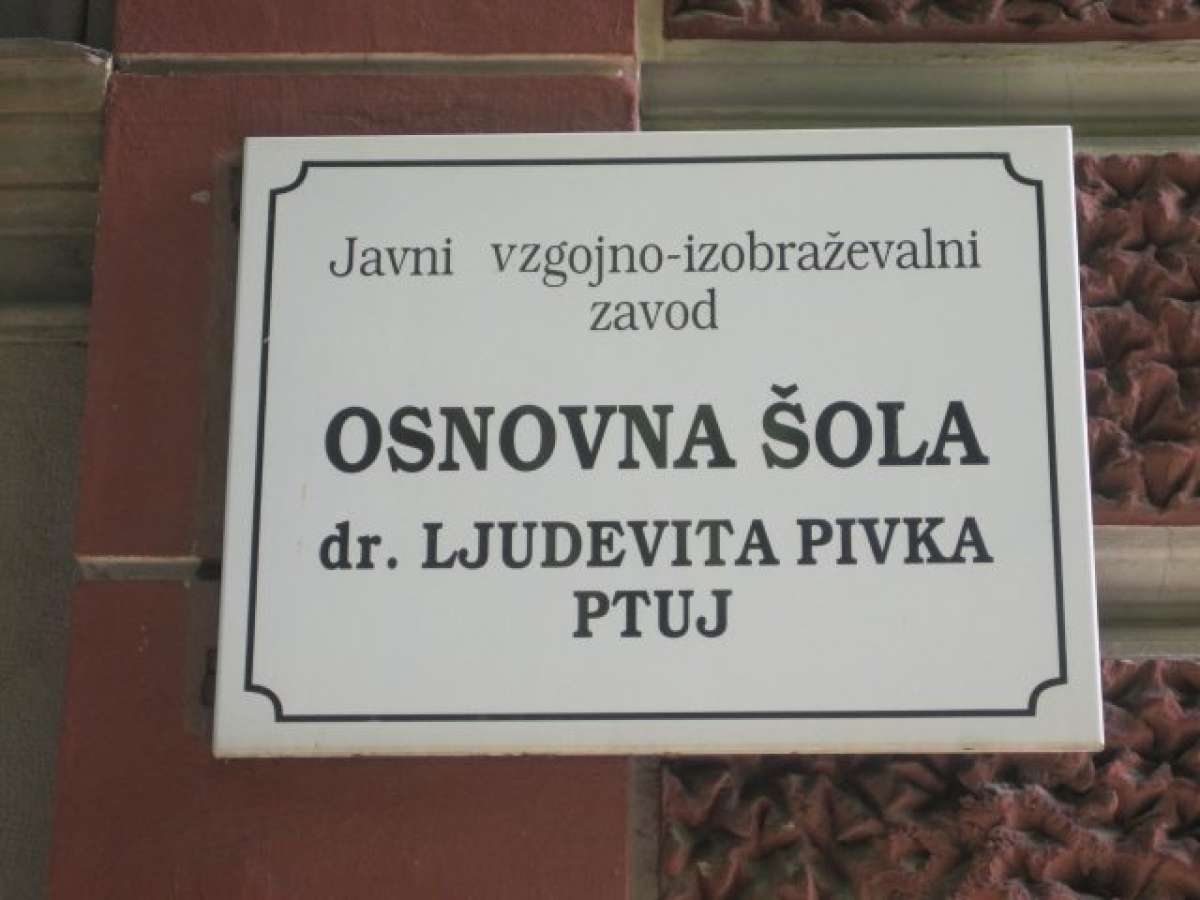 Javni vzgojno-izobraževalni
zavod
OSNOVNA ŠOLA
dr. LJUDEVITA PIVKA
PTUJ